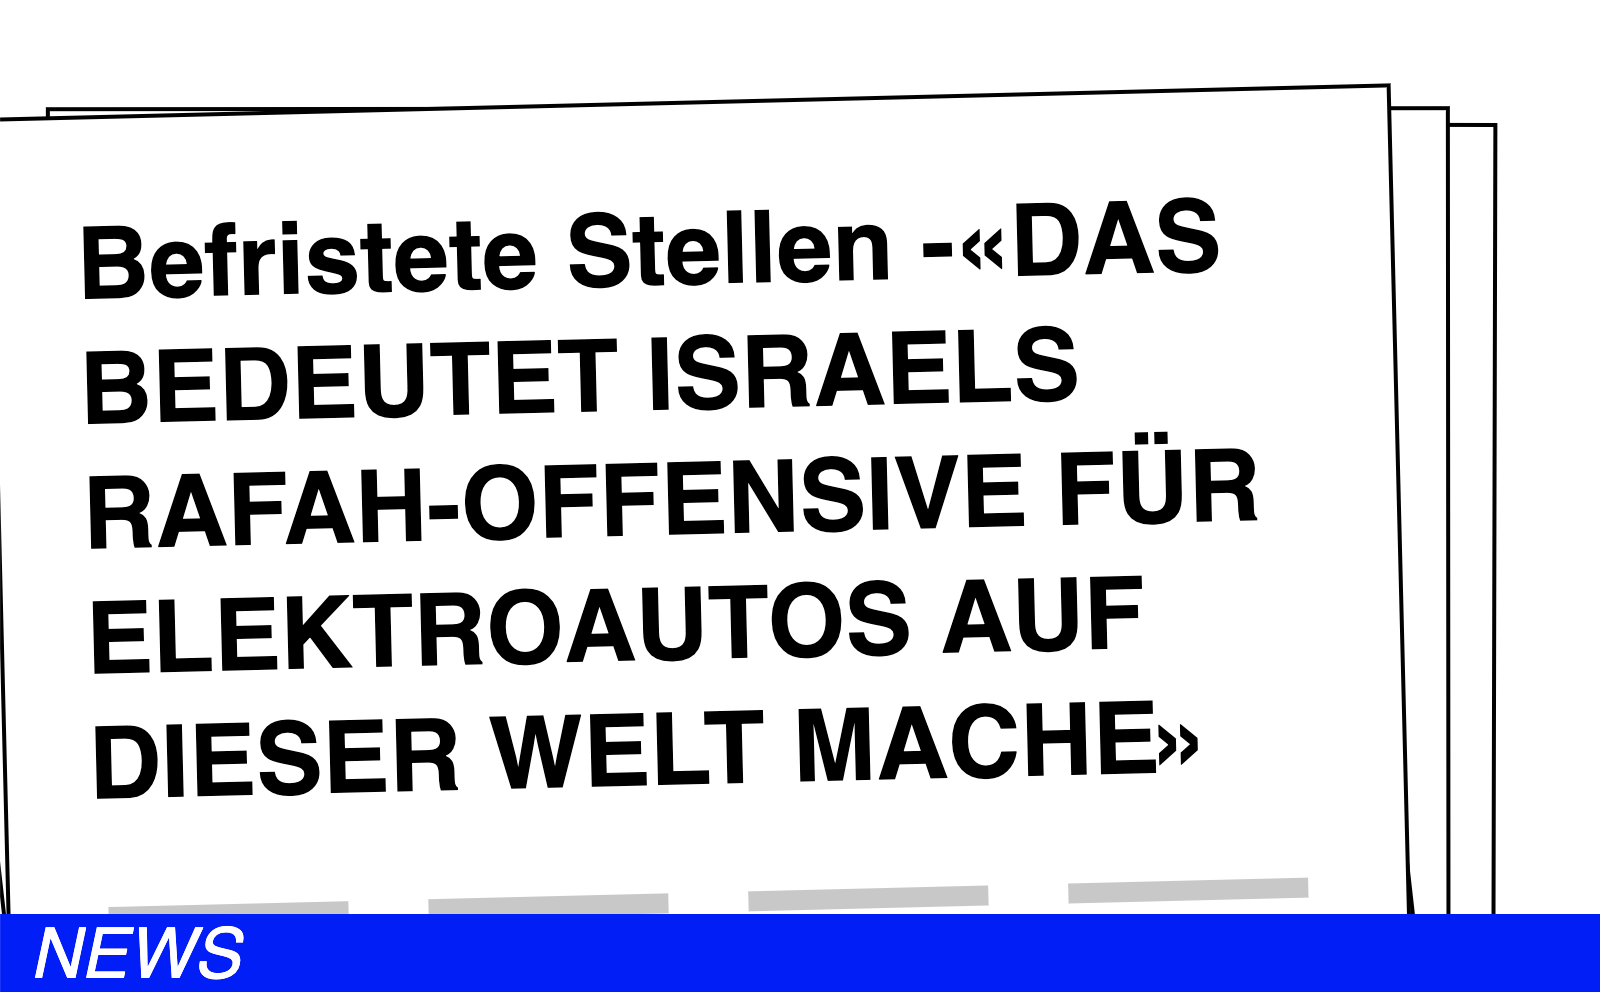 Befristete Stellen -«DAS
BEDEUTET ISRAELS
RAFAH-OFFENSIVE FÜR
ELEKTROAUTOS AUF
DIESER WELT MACHE»
NEWS